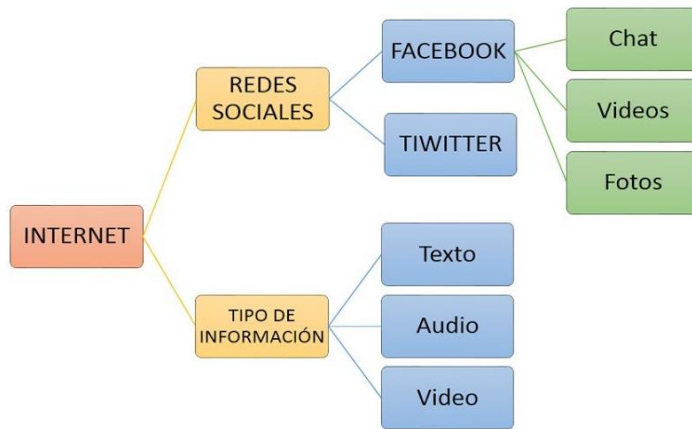 INTERNET
REDES
SOCIALES
FACEBOOK
Chat
Videos
Fotos
TIWITTER
TIPO DE
INFORMACIÓN
Texto
Audio
Video